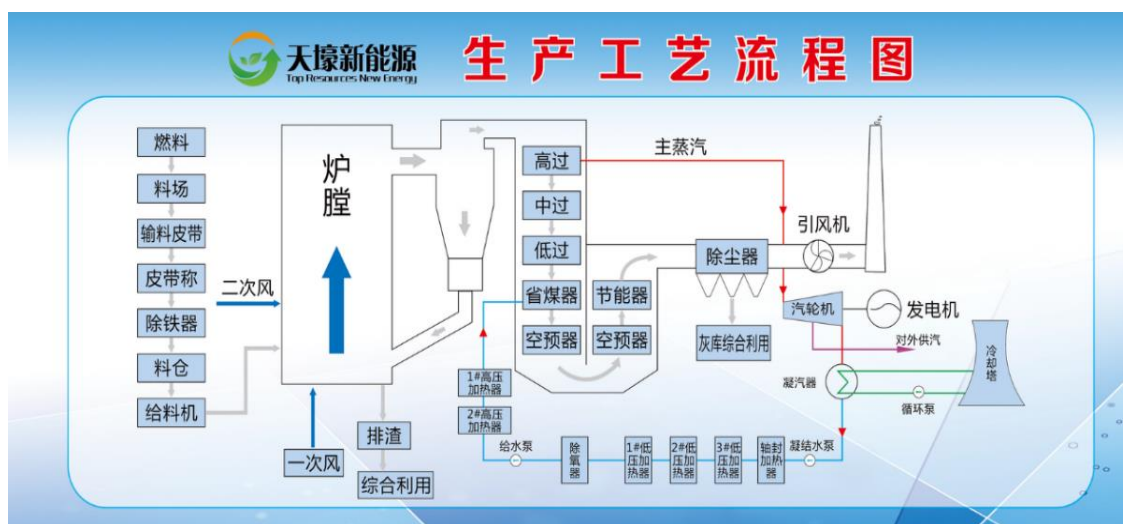 天壕新能源
Top Resources New Energy
生产工艺流程图
燃料
料场
输料皮带
皮带称
除铁器
料仓
给料机
二次风
一次风
炉膛
排渣
综合利用
高过
中过
低过
省煤器
空预器
节能器
空预器
主蒸汽
除尘器
灰库综合利用
引风机
汽轮机
发电机
对外供汽
凝汽器
循环泵
冷却塔
1#高压
加热器
2#高压
加热器
给水泵
除
氧
器
1#低
压加
热器
2#低
压加
热器
3#低
压加
热器
轴封
加热
器
凝结水泵